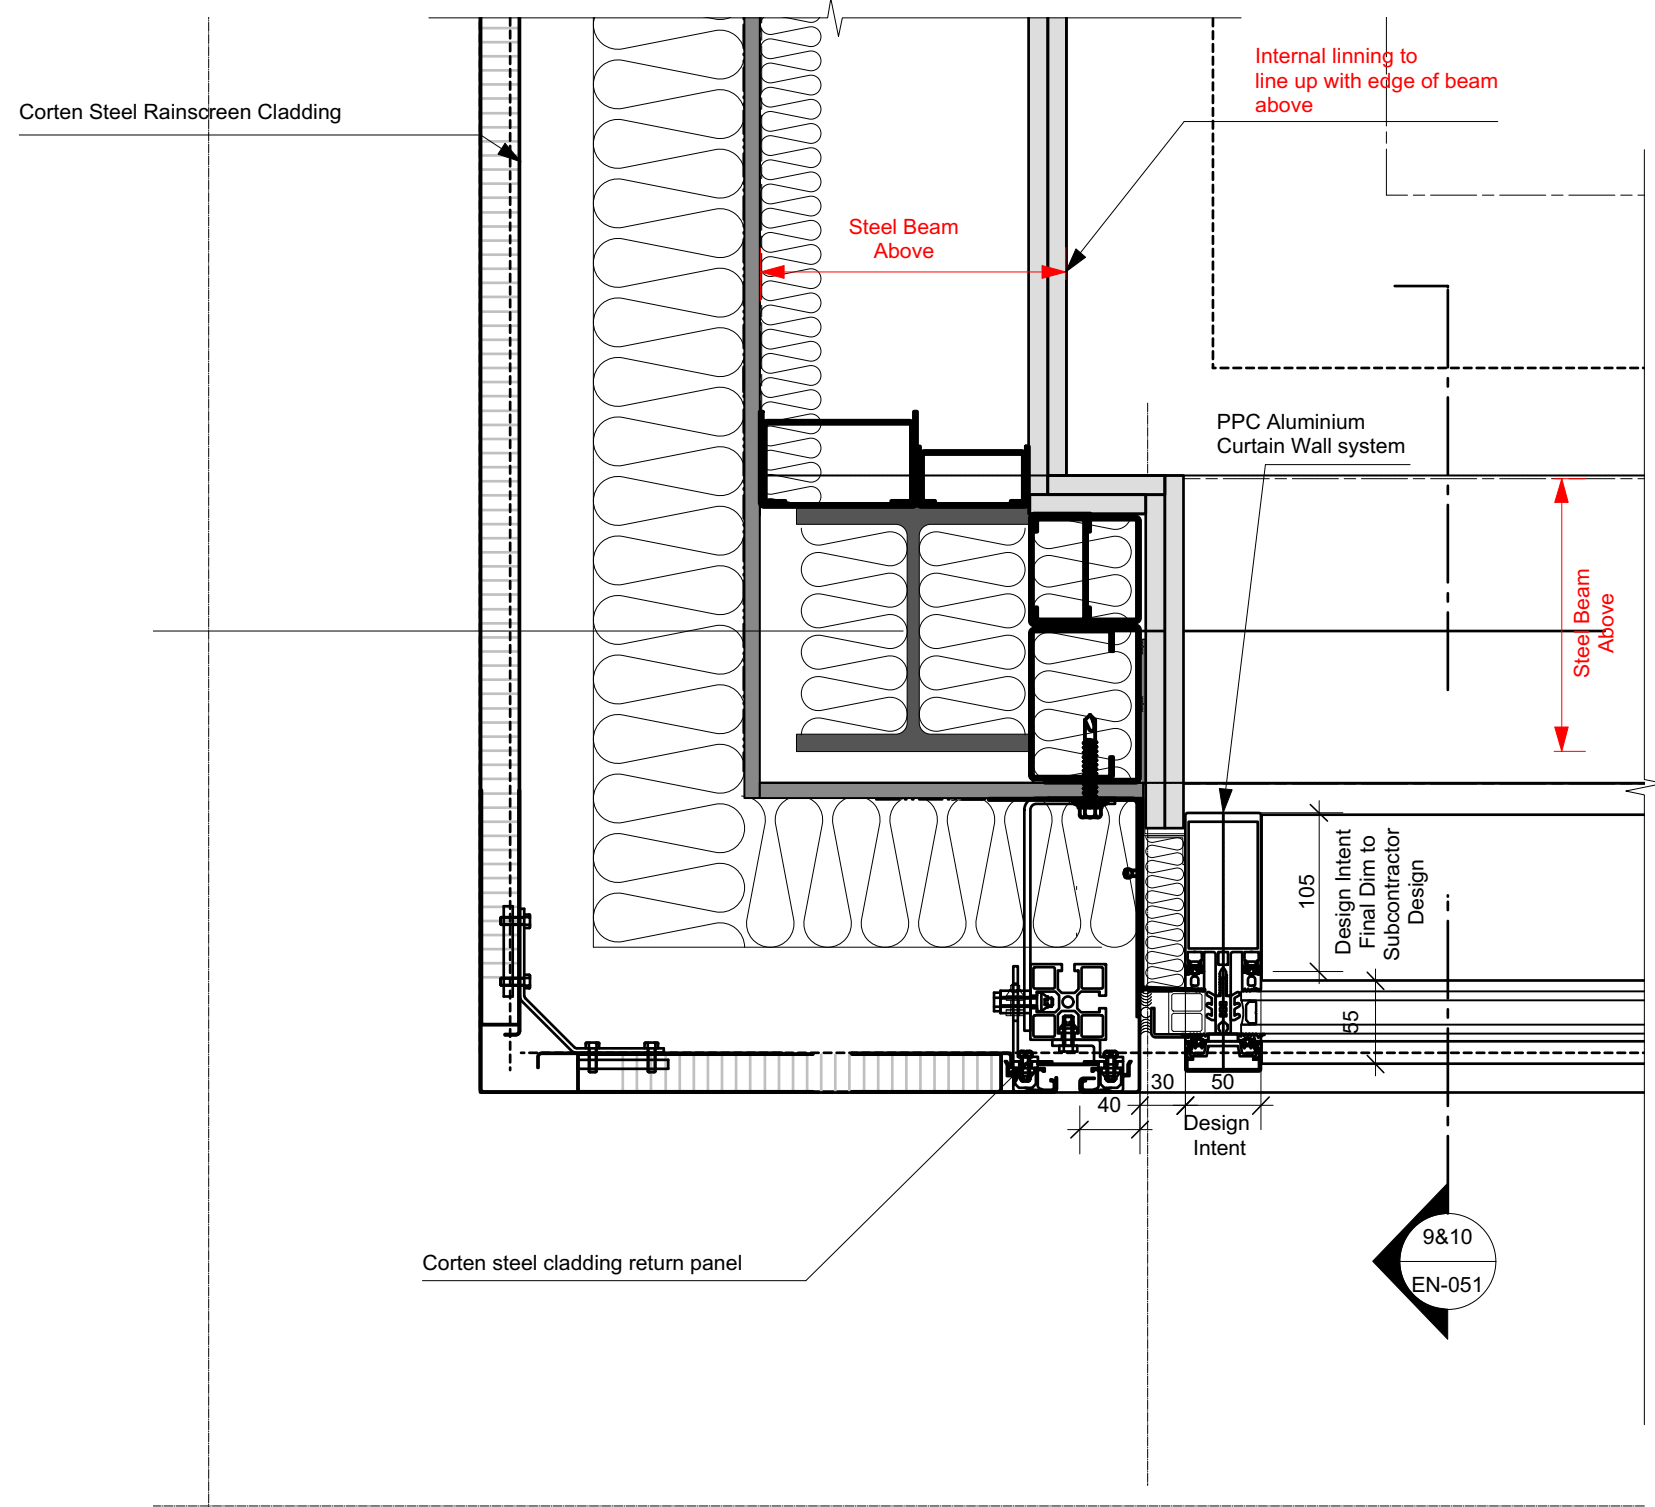 Internal linning to
line up with edge of beam
above
Corten Steel Rainscreen Cladding
Steel Beam
Above
PPC Aluminium
Curtain Wall system
Steel Beam
Above
105
Design Intent
Final Dim to
Subcontractor
Design
55
30
50
40
Design
Intent
Corten steel cladding return panel
9&10
EN-051